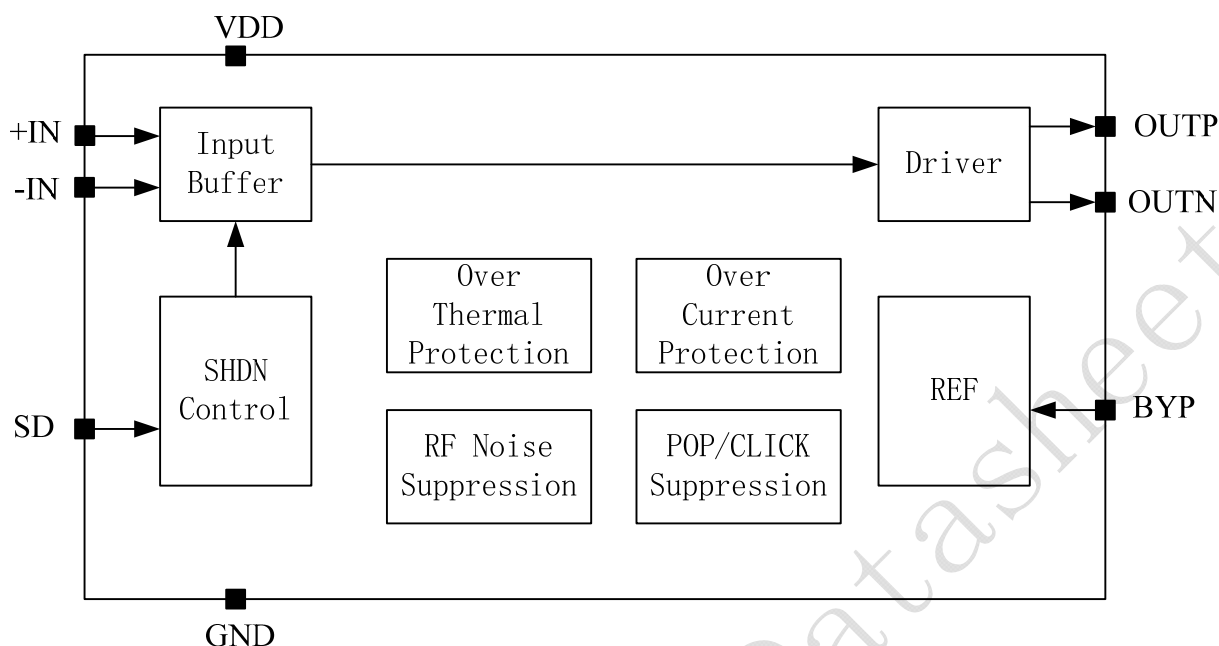 VDD
+IN
-IN
Input
Buffer
Driver
OUTP
OUTN
Over
Thermal
Protection
Over
Current
Protection
SHDN
Control
REF
SD
BYP
RF Noise
Suppression
POP/CLICK
Suppression
GND
Datasheet